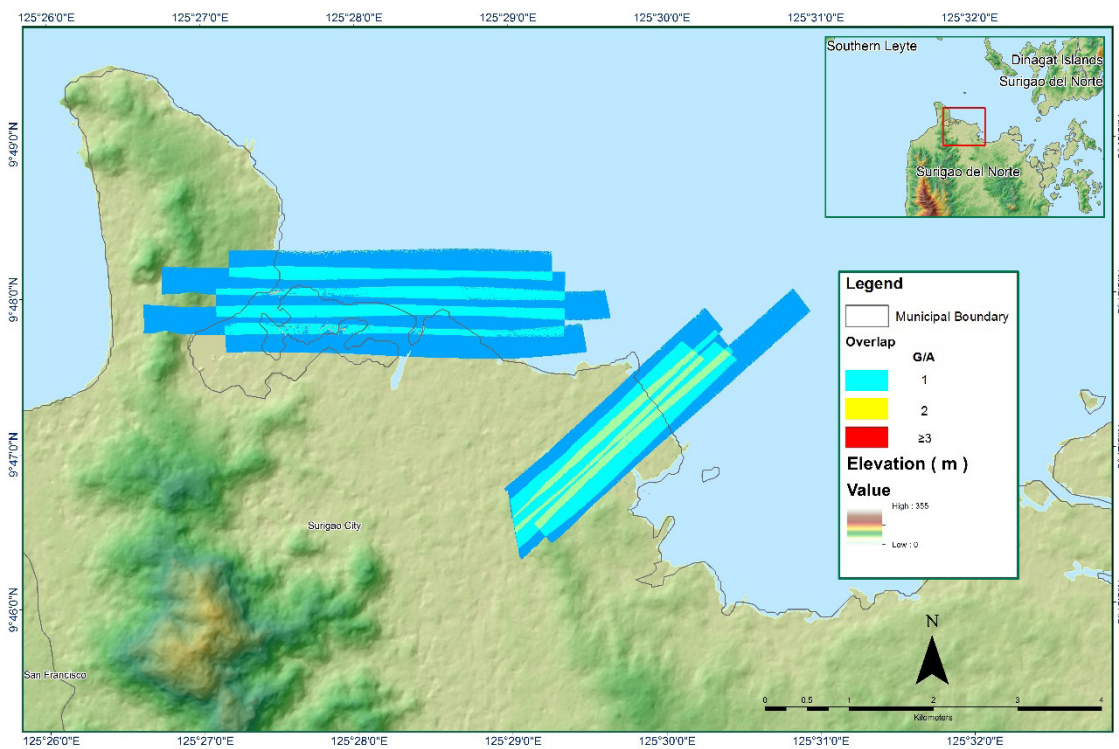 125°26'0"E 125°27'0"E 125°28'0"E 125°29'0"E 125°30'0"E 125°31'0"E 125°32'0"E
Southern Leyte
Dinagat Islands
Surigao del Norte
Surigao del Norte
9°49'0"N
9°48'0"N
9°47'0"N
9°46'0"N
Legend
Municipal Boundary
Overlap
G/A
1
2
≥3
Elevation ( m )
Value
High : 355
Low : 0
Surigao City
San Francisco
N
0 0.5 1 2 3 4
Kilometers
125°26'0"E 125°27'0"E 125°28'0"E 125°29'0"E 125°30'0"E 125°31'0"E 125°32'0"E